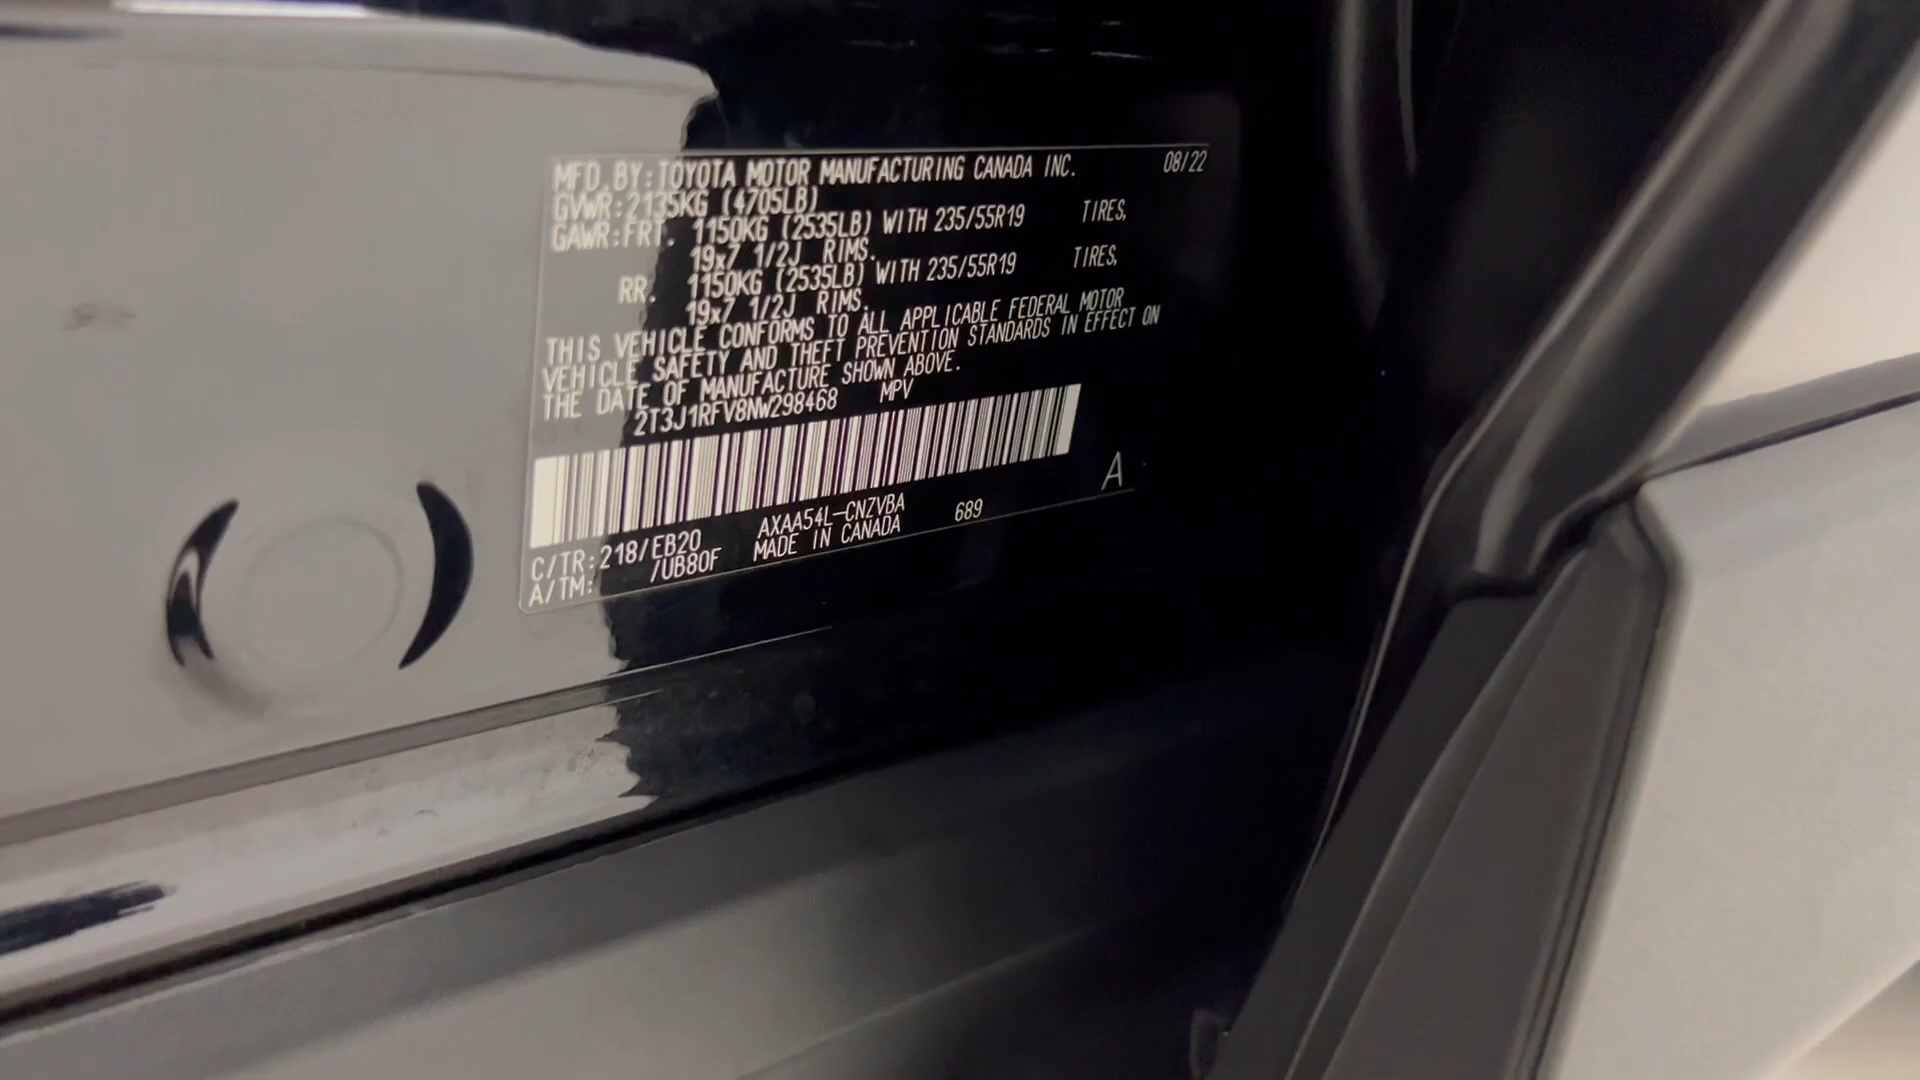 MFD.BY:TOYOTA MOTOR MANUFACTURING CANADA INC. 08/22
GVWR:2135KG (4705LB)
GAWR:FRT. 1150KG (2535LB) WITH 235/55R19 TIRES,
19x7 1/2J RIMS.
RR. 1150KG (2535LB) WITH 235/55R19 TIRES,
19x7 1/2J RIMS.
THIS VEHICLE CONFORMS TO ALL APPLICABLE FEDERAL MOTOR
VEHICLE SAFETY AND THEFT PREVENTION STANDARDS IN EFFECT ON
THE DATE OF MANUFACTURE SHOWN ABOVE.
2T3J1RFV8NW298468 MPV
A
C/TR:218/EB20 AXAA54L-CNZVBA 689
A/TM: /UB80F MADE IN CANADA